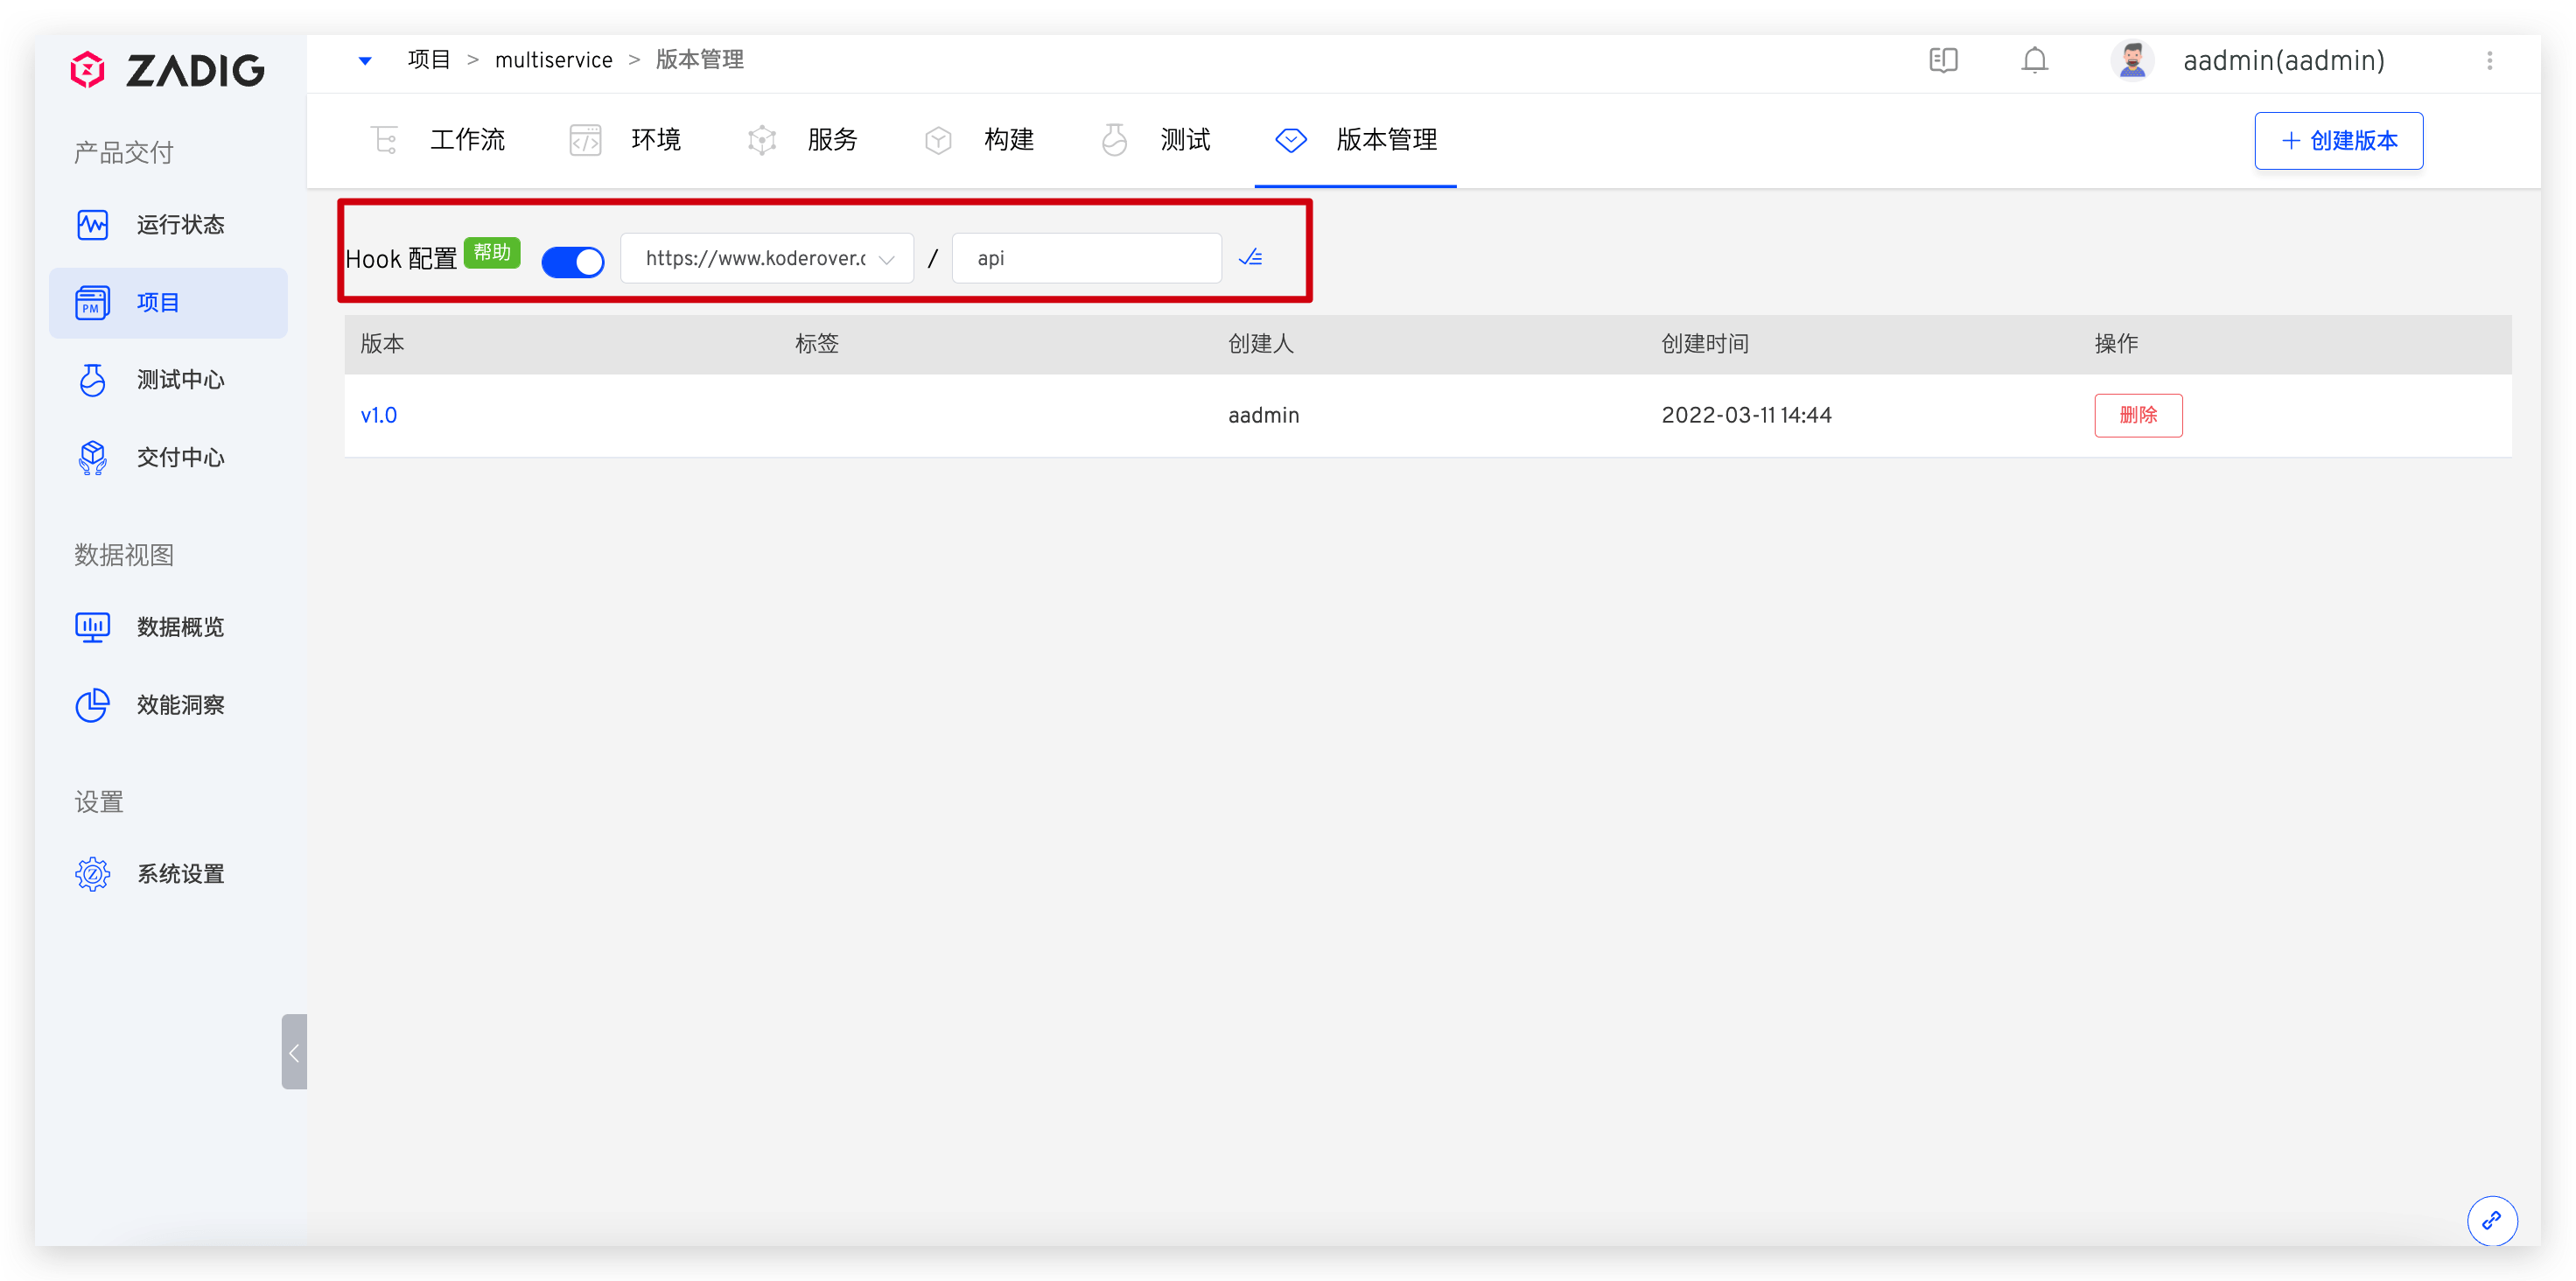 ZADIG
项目 > multiservice > 版本管理
aadmin(aadmin)
产品交付
运行状态
PM
项目
测试中心
交付中心
数据视图
数据概览
效能洞察
设置
系统设置
工作流
环境
服务
构建
测试
版本管理
+ 创建版本
Hook 配置 帮助 https://www.koderover.c / api
版本 标签 创建人 创建时间 操作
v1.0 aadmin 2022-03-11 14:44 删除